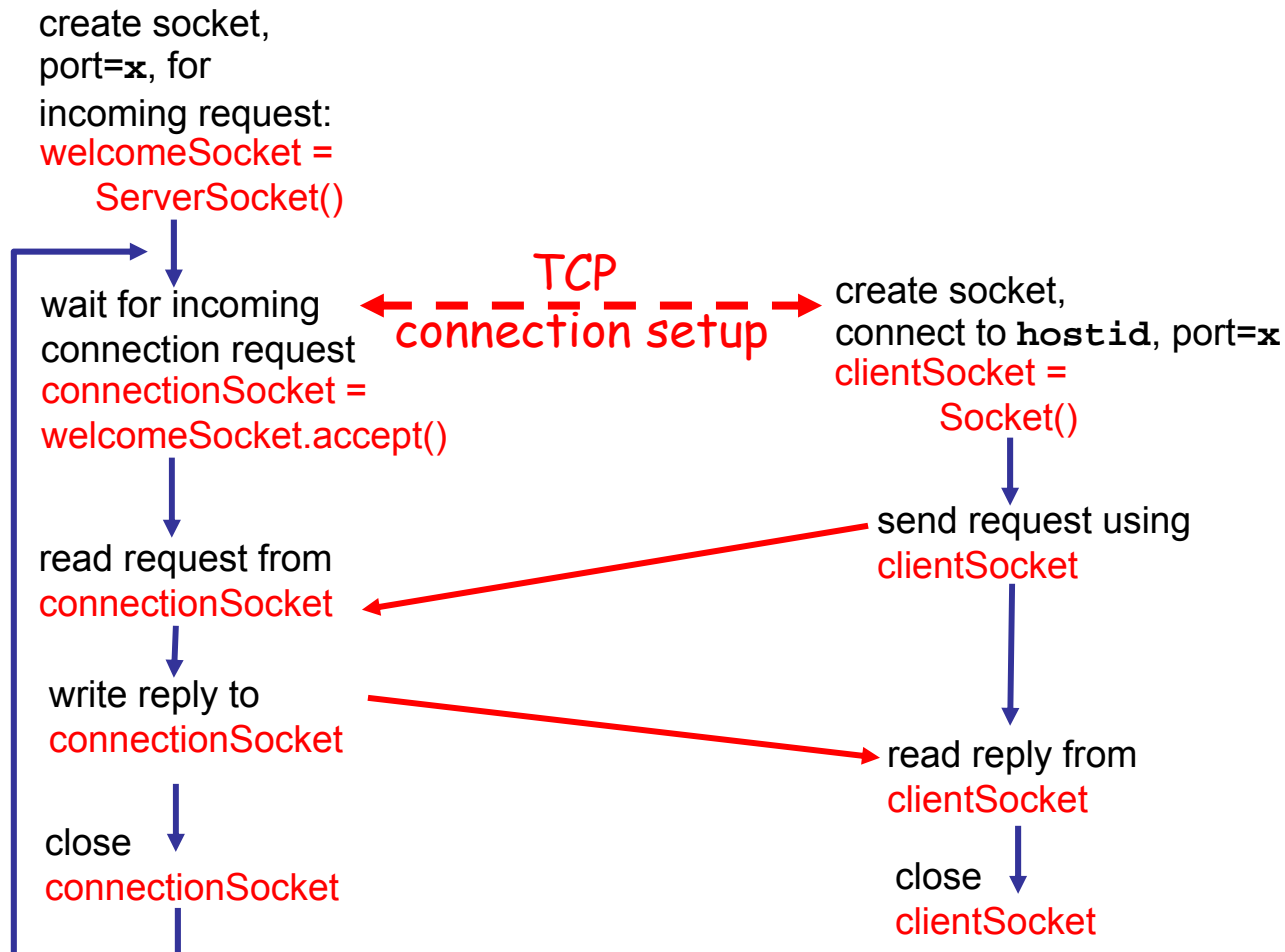 create socket,
port=x, for
incoming request:
welcomeSocket =
ServerSocket()
TCP
connection setup
wait for incoming
connection request
connectionSocket =
welcomeSocket.accept()
create socket,
connect to hostid, port=x
clientSocket =
Socket()
send request using
clientSocket
read request from
connectionSocket
write reply to
connectionSocket
read reply from
clientSocket
close
connectionSocket
close
clientSocket